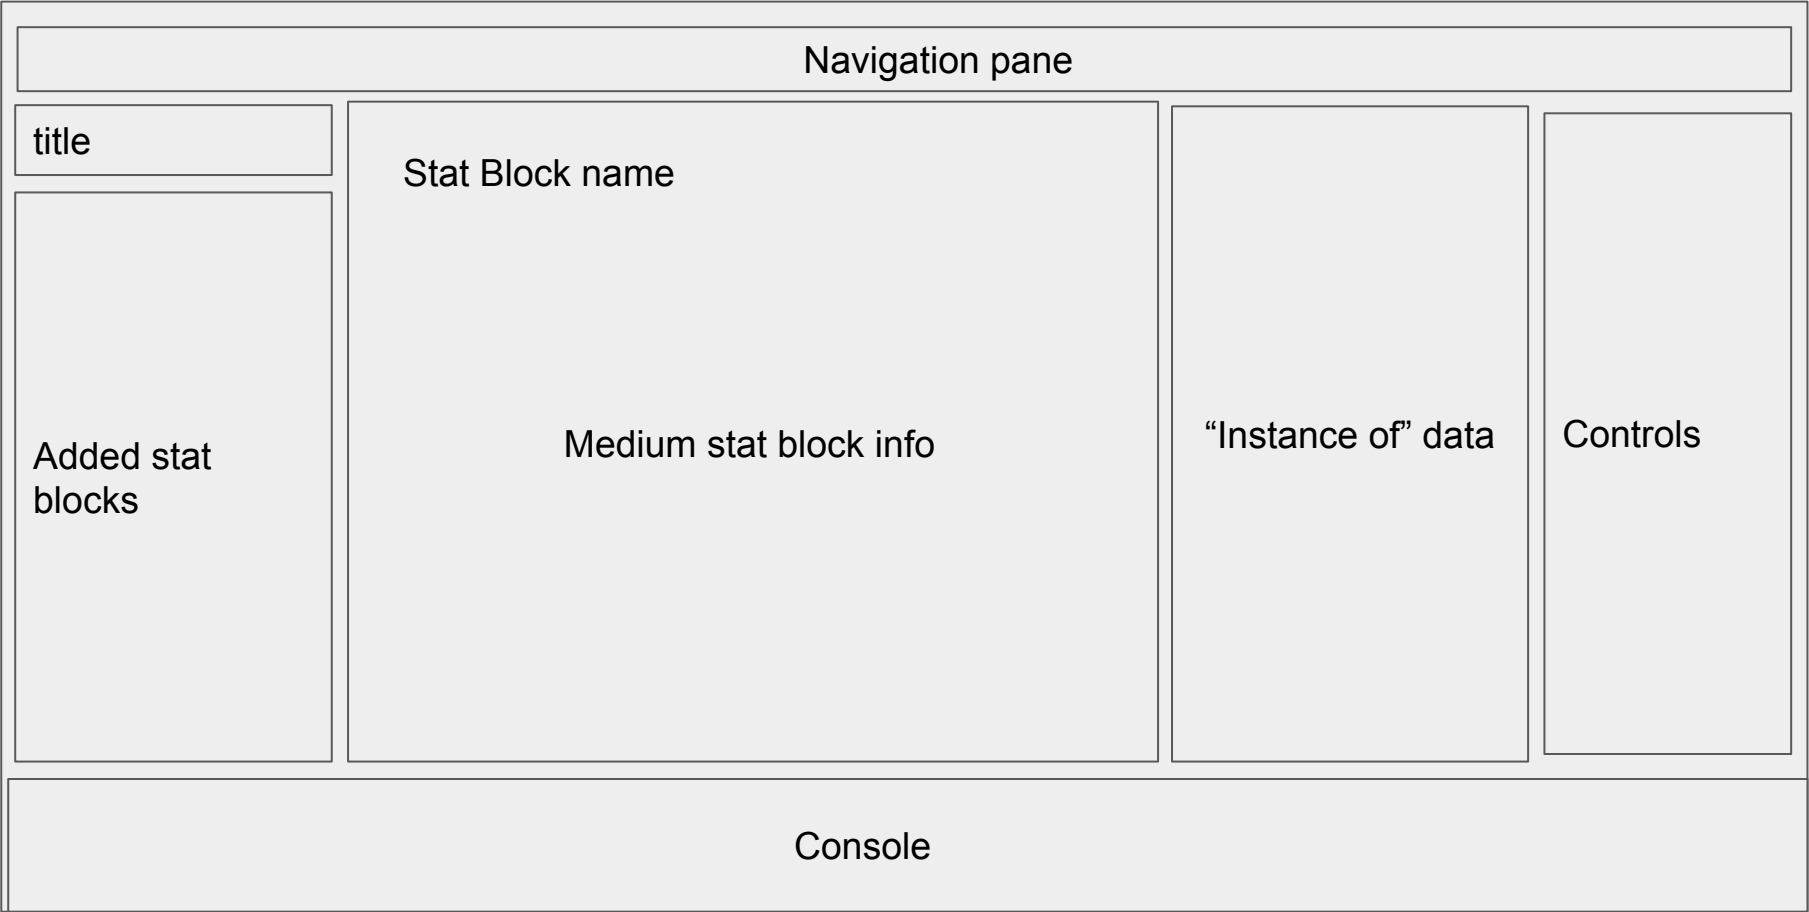 Navigation pane
title
Stat Block name
Added stat
blocks
Medium stat block info
“Instance of” data
Controls
Console